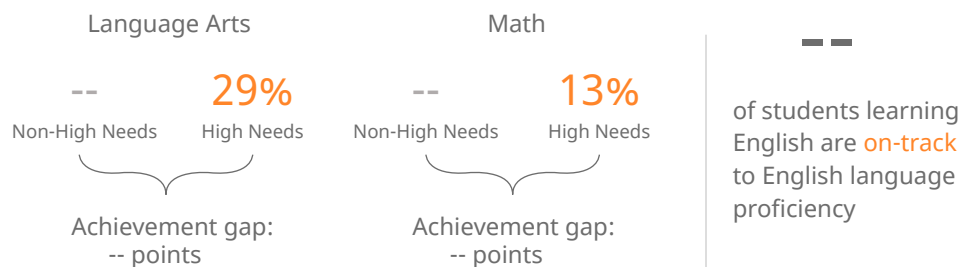 Language Arts
--
29%
Non-High Needs
High Needs
Achievement gap:
-- points
Math
--
13%
Non-High Needs
High Needs
Achievement gap:
-- points
--
of students learning
English are on-track
to English language
proficiency